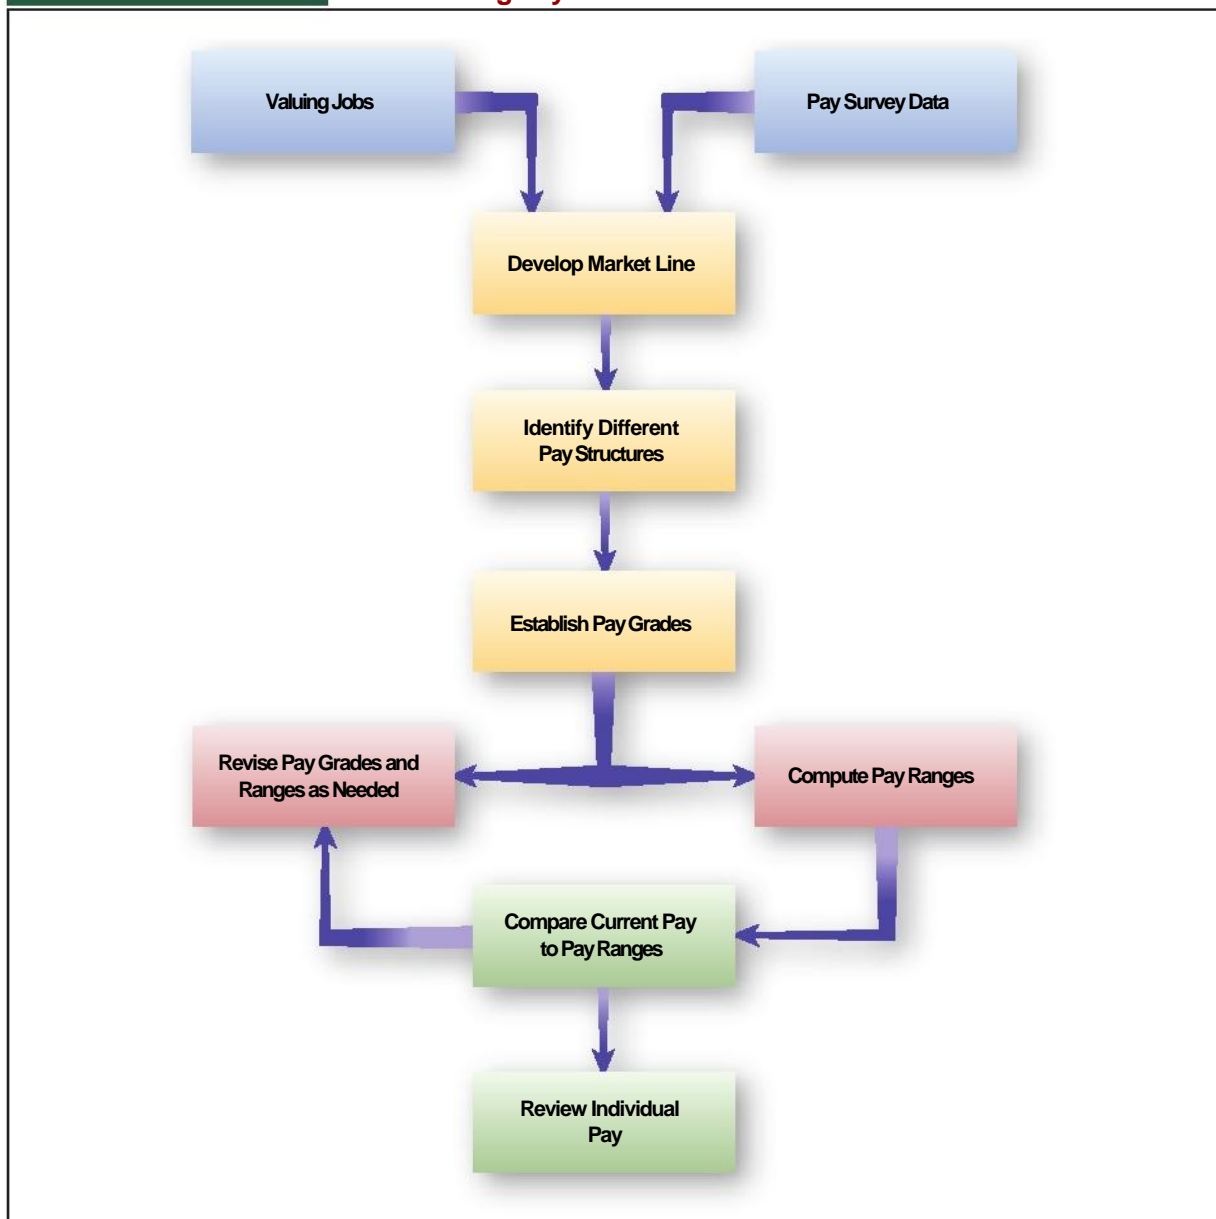 Valuing Jobs
Pay Survey Data
Develop Market Line
Identify Different
Pay Structures
Establish Pay Grades
Revise Pay Grades and
Ranges as Needed
Compute Pay Ranges
Compare Current Pay
to Pay Ranges
Review Individual
Pay